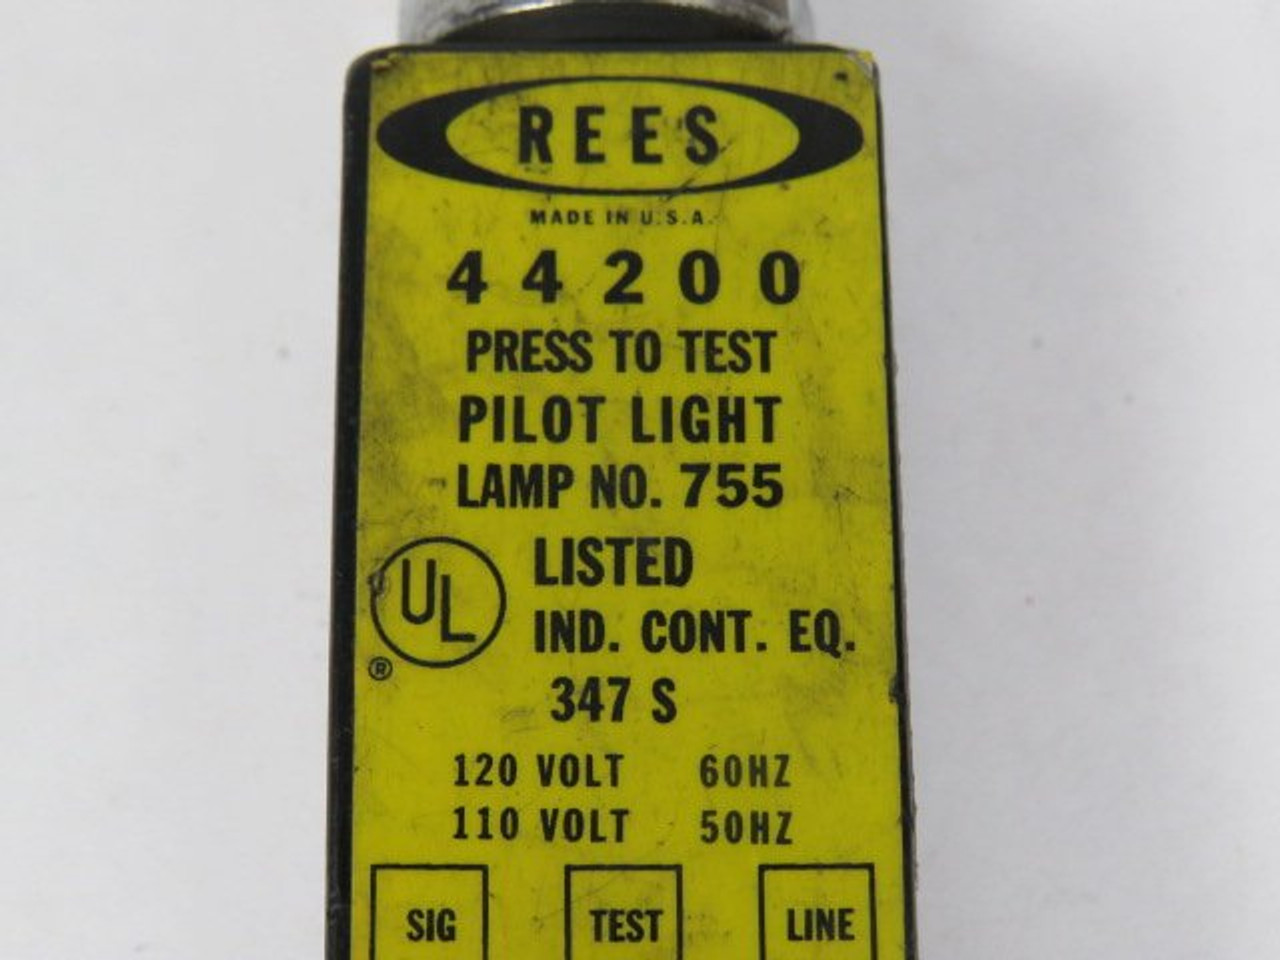 REES
MADE IN U.S.A.
44200
PRESS TO TEST
PILOT LIGHT
LAMP NO. 755
UL LISTED
®
IND. CONT. EQ.
347 S
120 VOLT 60HZ
110 VOLT 50HZ
SIG TEST LINE